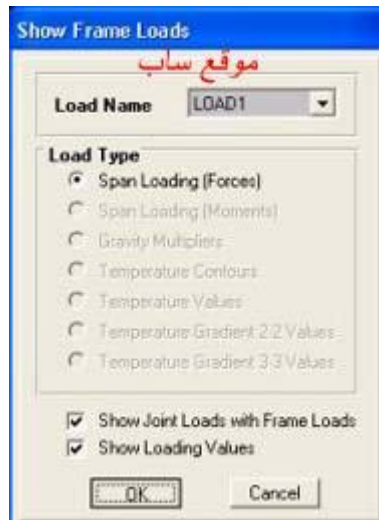 Show Frame Loads
موقع ساب
Load Name LOAD1
Load Type
Span Loading (Forces)
Span Loading (Moments)
Gravity Multipliers
Temperature Contours
Temperature Values
Temperature Gradient 2-2 Values
Temperature Gradient 3-3 Values
Show Joint Loads with Frame Loads
Show Loading Values
OK Cancel